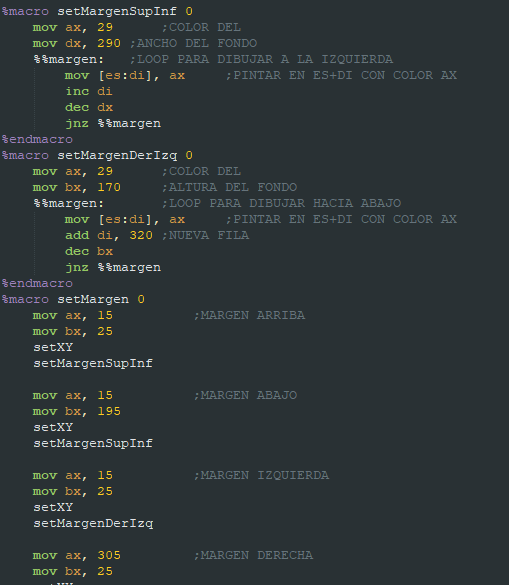 %macro setMargenSupInf 0
    mov ax, 29      ;COLOR DEL
    mov dx, 290 ;ANCHO DEL FONDO
    %%margen:   ;LOOP PARA DIBUJAR A LA IZQUIERDA
        mov [es:di], ax     ;PINTAR EN ES+DI CON COLOR AX
        inc di
        dec dx
        jnz %%margen
%endmacro
%macro setMargenDerIzq 0
    mov ax, 29      ;COLOR DEL
    mov bx, 170     ;ALTURA DEL FONDO
    %%margen:       ;LOOP PARA DIBUJAR HACIA ABAJO
        mov [es:di], ax     ;PINTAR EN ES+DI CON COLOR AX
        add di, 320 ;NUEVA FILA
        dec bx
        jnz %%margen
%endmacro
%macro setMargen 0
    mov ax, 15          ;MARGEN ARRIBA
    mov bx, 25
    setXY
    setMargenSupInf

    mov ax, 15          ;MARGEN ABAJO
    mov bx, 195
    setXY
    setMargenSupInf

    mov ax, 15          ;MARGEN IZQUIERDA
    mov bx, 25
    setXY
    setMargenDerIzq

    mov ax, 305         ;MARGEN DERECHA
    mov bx, 25